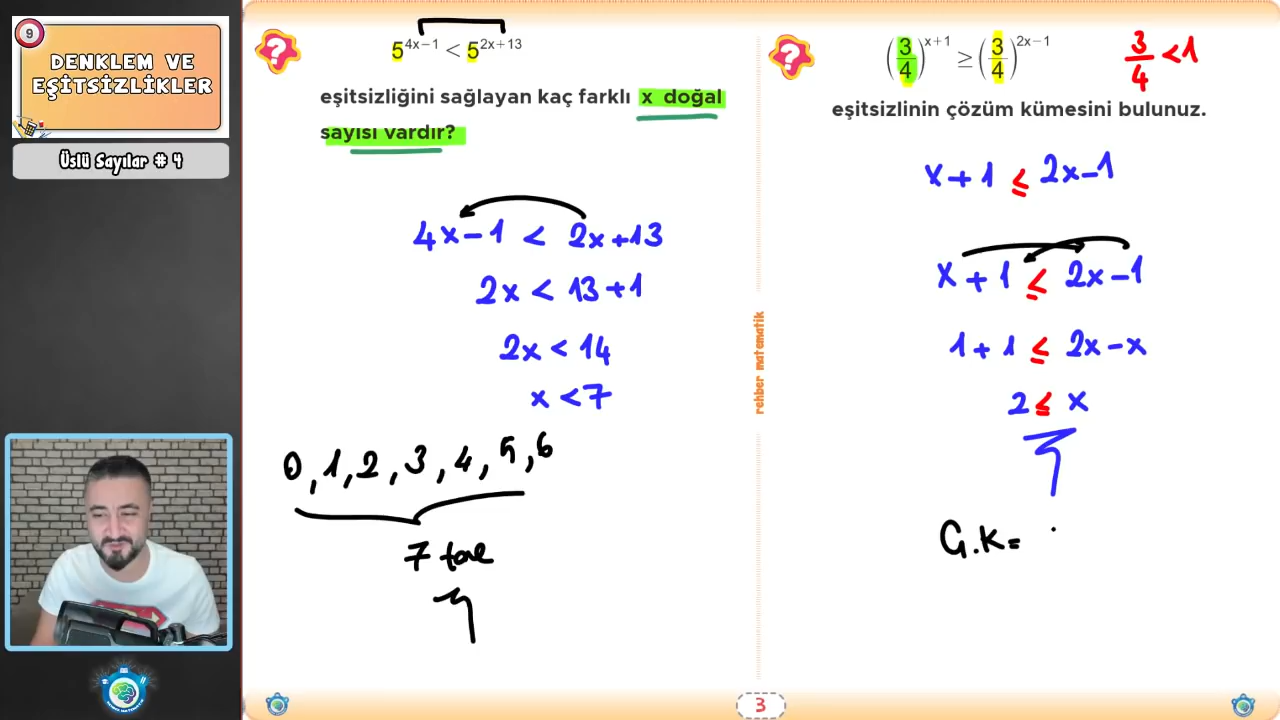 9
DENKLEM VE
EŞİTSİZLİKLER
Üslü Sayılar # 4
5^{4x−1} < 5^{2x+13}
eşitsizliğini sağlayan kaç farklı x doğal
sayısı vardır?
4x−1 < 2x+13
2x < 13+1
2x < 14
x < 7
0, 1, 2, 3, 4, 5, 6
7 tane
rehber matematik
(3/4)^{x+1} ≥ (3/4)^{2x−1}
3/4 < 1
eşitsizlinin çözüm kümesini bulunuz.
x+1 ≤ 2x−1
x+1 ≤ 2x−1
1+1 ≤ 2x−x
2 ≤ x
Ç.K=
3